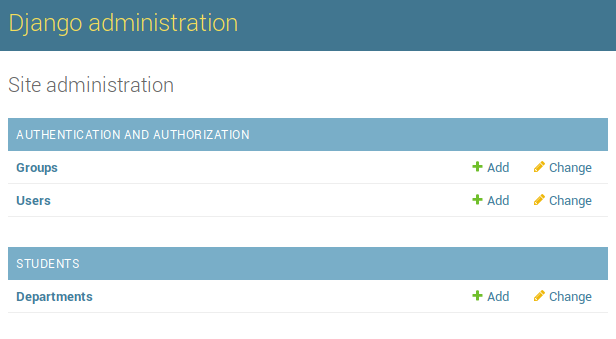 Django administration
Site administration
AUTHENTICATION AND AUTHORIZATION
Groups Add Change
Users Add Change
STUDENTS
Departments Add Change